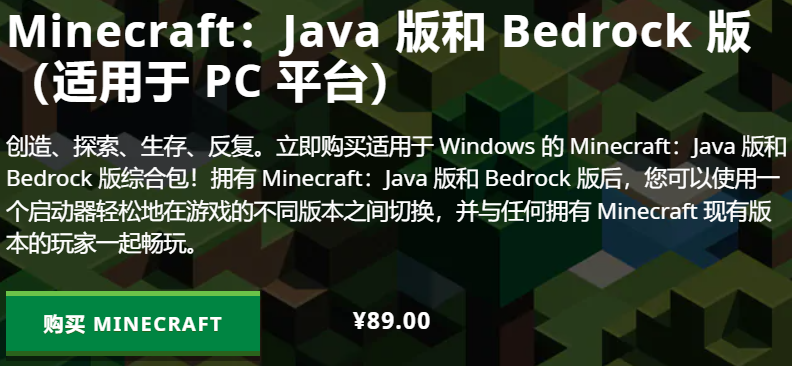 Minecraft：Java 版和 Bedrock 版
（适用于 PC 平台）
创造、探索、生存、反复。立即购买适用于 Windows 的 Minecraft：Java 版和
Bedrock 版综合包！拥有 Minecraft：Java 版和 Bedrock 版后，您可以使用一
个启动器轻松地在游戏的不同版本之间切换，并与任何拥有 Minecraft 现有版
本的玩家一起畅玩。
购买 MINECRAFT
¥89.00